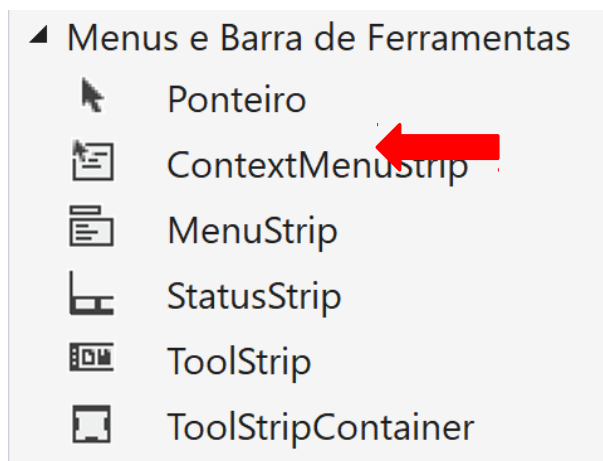 Menus e Barra de Ferramentas
Ponteiro
ContextMenuStrip
MenuStrip
StatusStrip
ToolStrip
ToolStripContainer